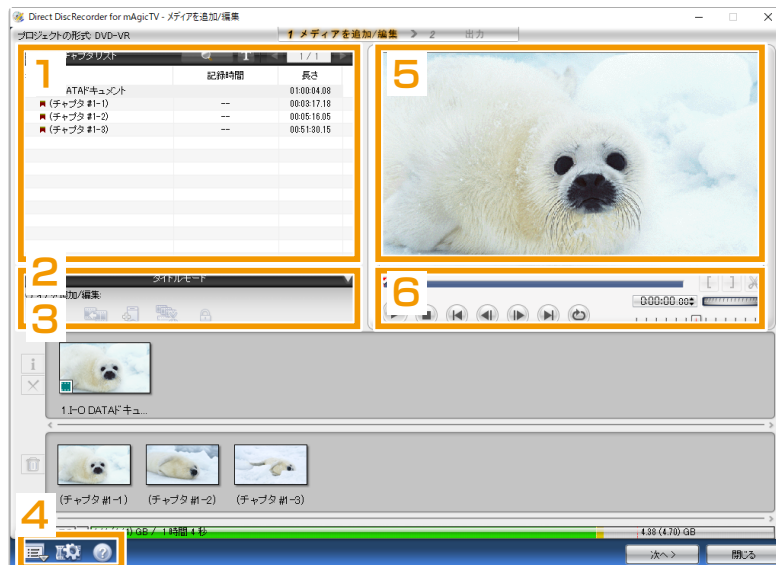 Direct DiscRecorder for mAgicTV - メディアを追加/編集
プロジェクトの形式: DVD-VR
1 メディアを追加/編集 > 2 出力
1
チャプタリスト
T
1 / 1
記録時間 長さ
ATAドキュメント 01:00:04.08
(チャプタ #1-1) -- 00:03:17.18
(チャプタ #1-2) -- 00:05:16.05
(チャプタ #1-3) -- 00:51:30.15
5
2
タイトルモード
3
追加/編集:
6
0:00:00.00
1.I-O DATAドキュ...
(チャプタ #1-1) (チャプタ #1-2) (チャプタ #1-3)
4
GB / 1時間 4 秒
4.38 (4.70) GB
次へ> 閉じる